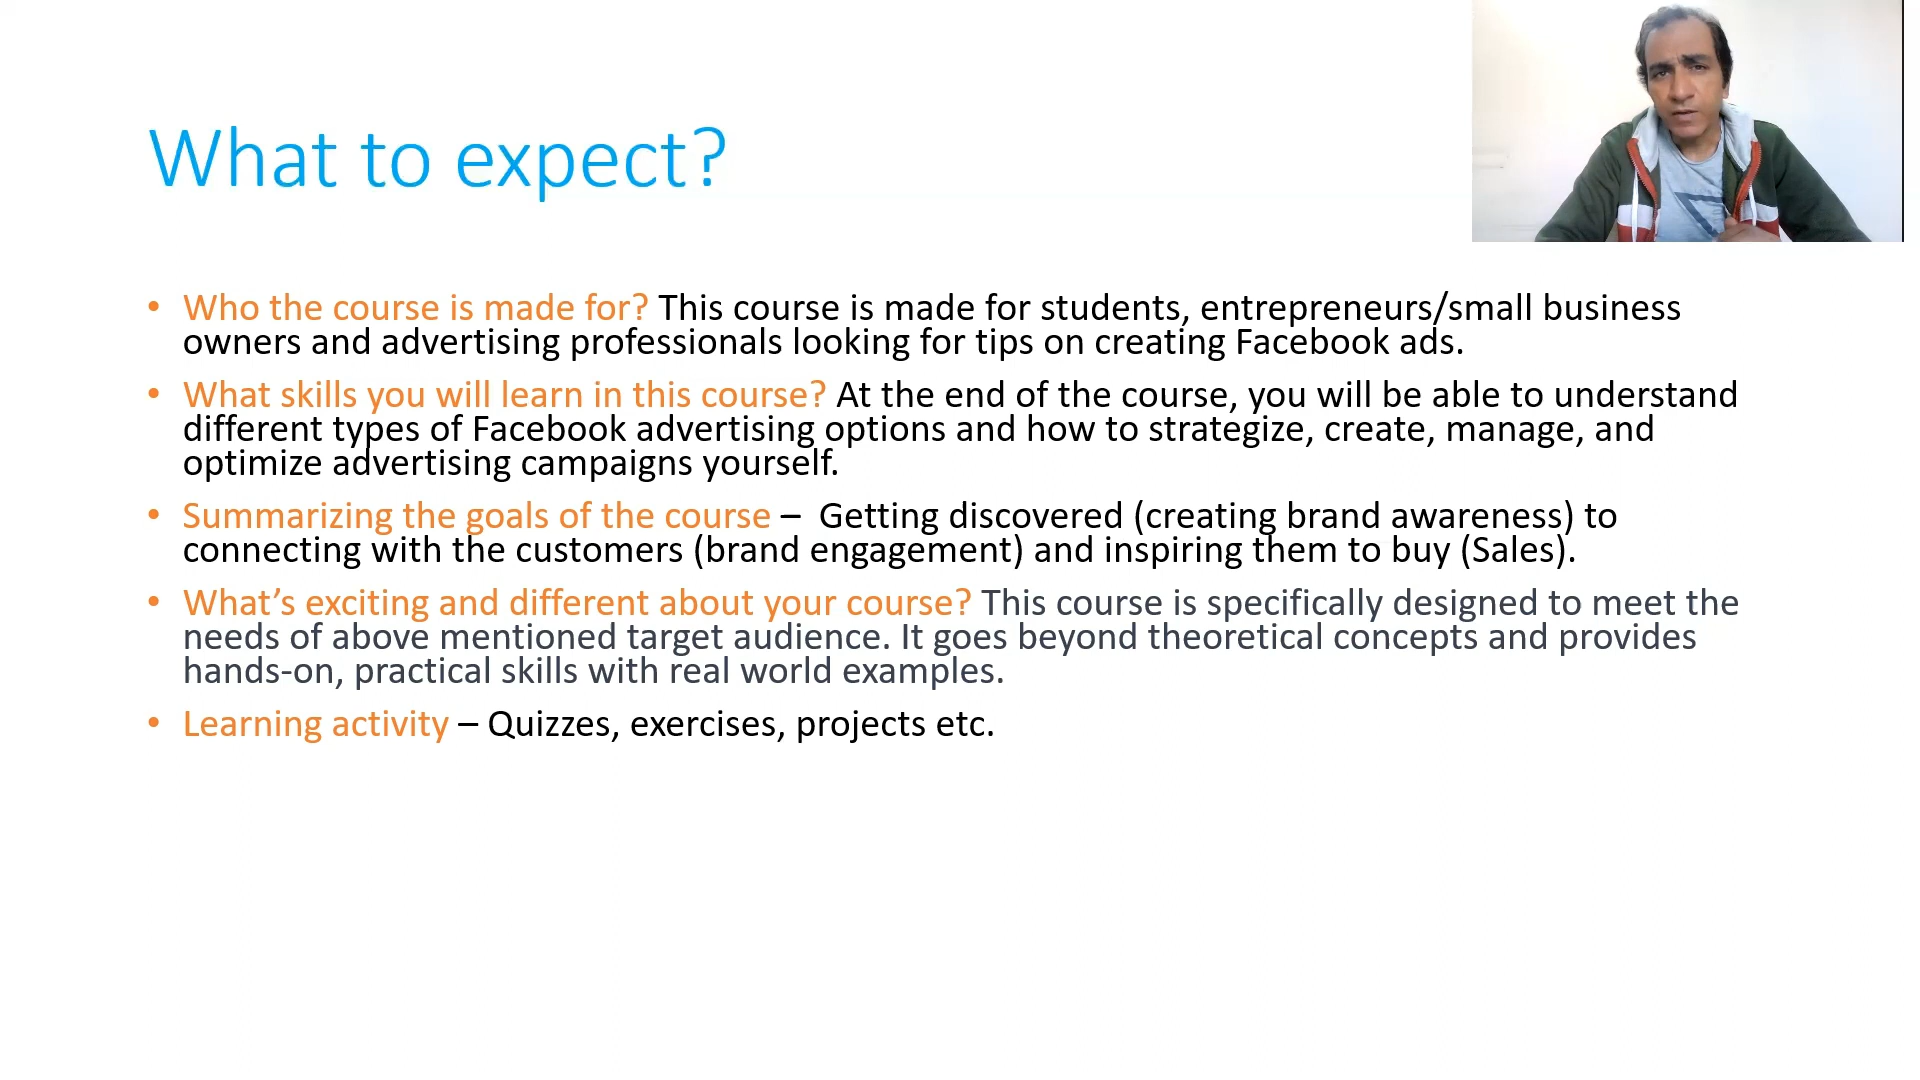 What to expect?
• Who the course is made for? This course is made for students, entrepreneurs/small business
owners and advertising professionals looking for tips on creating Facebook ads.
• What skills you will learn in this course? At the end of the course, you will be able to understand
different types of Facebook advertising options and how to strategize, create, manage, and
optimize advertising campaigns yourself.
• Summarizing the goals of the course – Getting discovered (creating brand awareness) to
connecting with the customers (brand engagement) and inspiring them to buy (Sales).
• What’s exciting and different about your course? This course is specifically designed to meet the
needs of above mentioned target audience. It goes beyond theoretical concepts and provides
hands-on, practical skills with real world examples.
• Learning activity – Quizzes, exercises, projects etc.